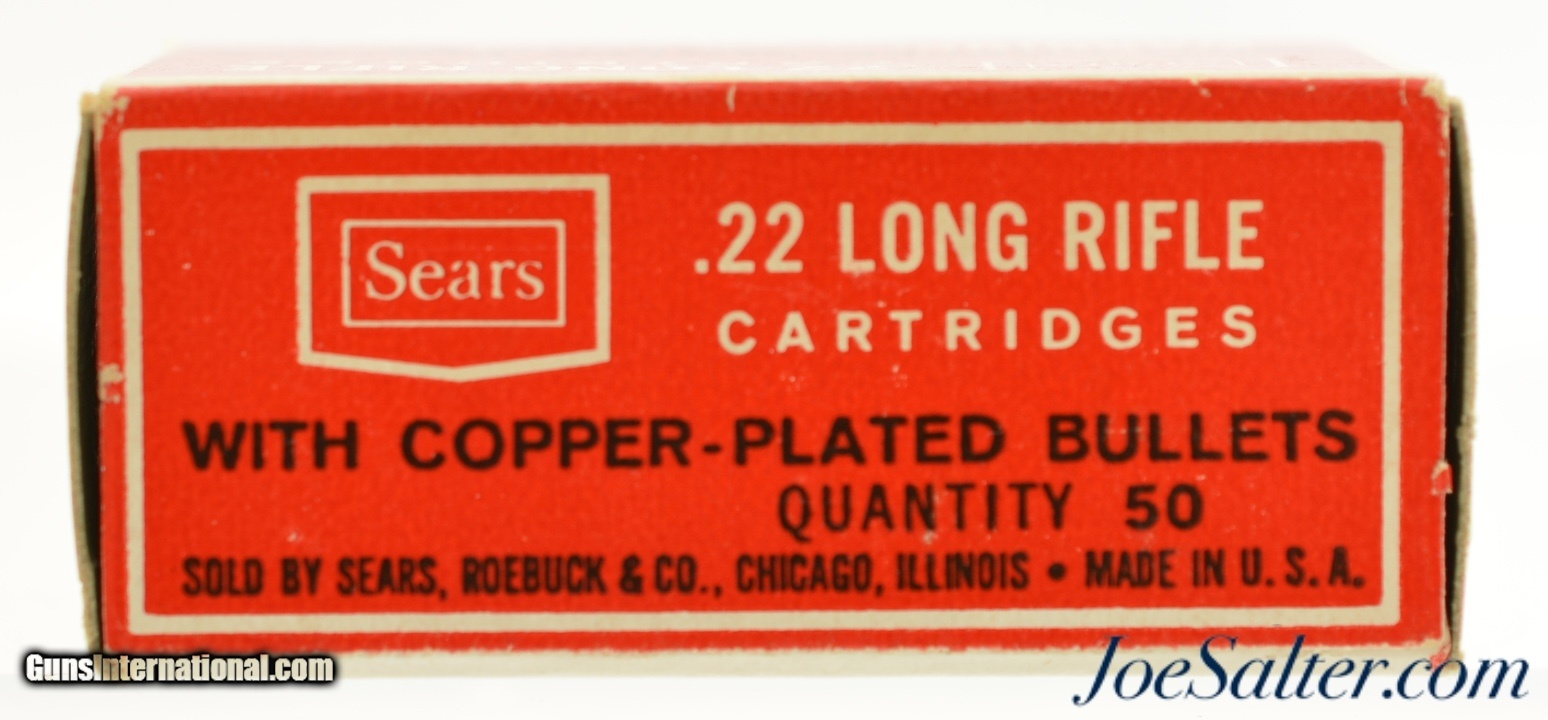 Sears
.22 LONG RIFLE
CARTRIDGES
WITH COPPER-PLATED BULLETS
QUANTITY 50
SOLD BY SEARS, ROEBUCK & CO., CHICAGO, ILLINOIS • MADE IN U. S. A.
GunsInternational.com
JoeSalter.com